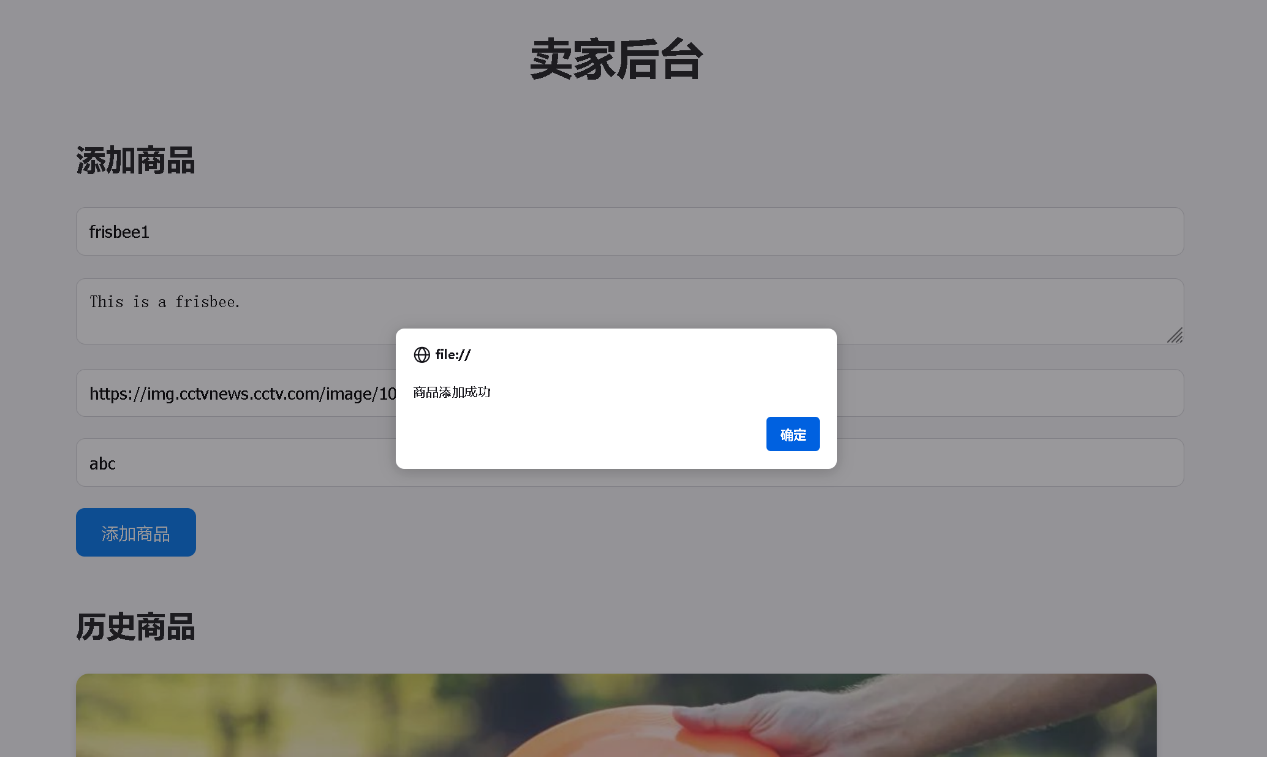 卖家后台
添加商品
frisbee1
This is a frisbee.
file://
商品添加成功
https://img.cctvnews.cctv.com/image/10
确定
abc
添加商品
历史商品